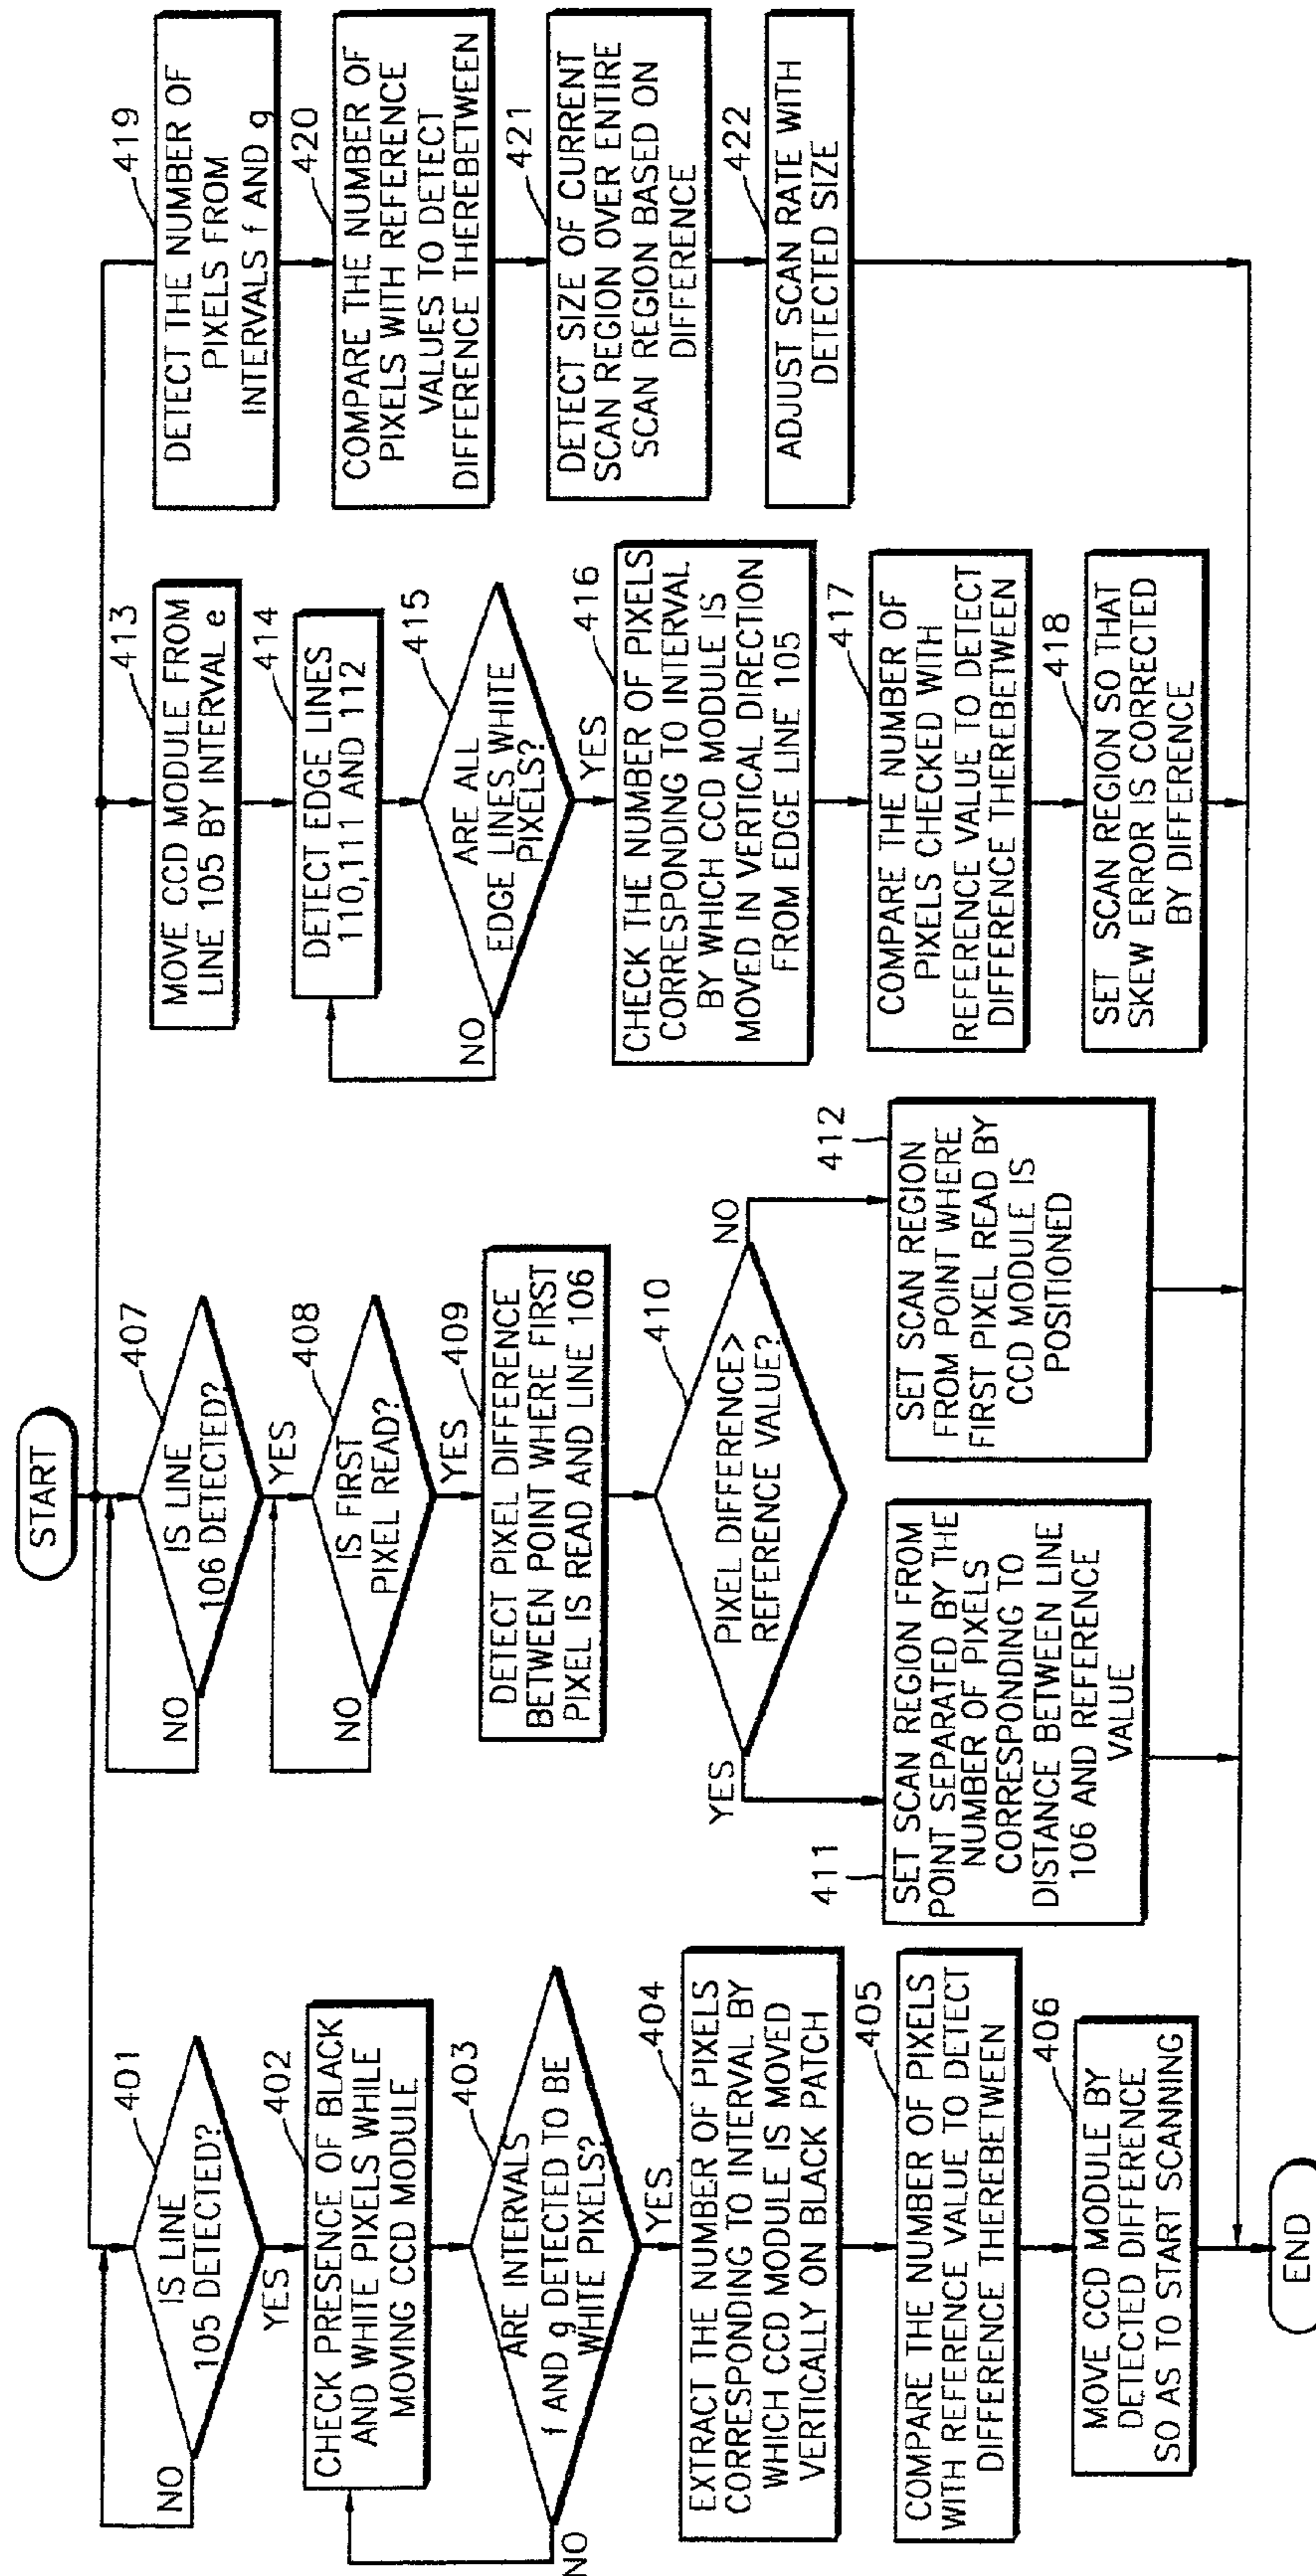 START
401
IS LINE
105 DETECTED?
NO
YES
402
CHECK PRESENCE OF BLACK
AND WHITE PIXELS WHILE
MOVING CCD MODULE
403
ARE INTERVALS
f AND g DETECTED TO BE
WHITE PIXELS?
NO
YES
404
EXTRACT THE NUMBER OF PIXELS
CORRESPONDING TO INTERVAL BY
WHICH CCD MODULE IS MOVED
VERTICALLY ON BLACK PATCH
405
COMPARE THE NUMBER OF PIXELS
WITH REFERENCE VALUE TO DETECT
DIFFERENCE THEREBETWEEN
406
MOVE CCD MODULE BY
DETECTED DIFFERENCE
SO AS TO START SCANNING
407
IS LINE
106 DETECTED?
NO
YES
408
IS FIRST
PIXEL READ?
NO
YES
409
DETECT PIXEL DIFFERENCE
BETWEEN POINT WHERE FIRST
PIXEL IS READ AND LINE 106
410
PIXEL DIFFERENCE>
REFERENCE VALUE?
YES
NO
411
SET SCAN REGION FROM
POINT SEPARATED BY THE
NUMBER OF PIXELS
CORRESPONDING TO
DISTANCE BETWEEN LINE
106 AND REFERENCE
VALUE
412
SET SCAN REGION
FROM POINT WHERE
FIRST PIXEL READ BY
CCD MODULE IS
POSITIONED
413
MOVE CCD MODULE FROM
LINE 105 BY INTERVAL e
414
DETECT EDGE LINES
110,111 AND 112
415
ARE ALL
EDGE LINES WHITE
PIXELS?
NO
YES
416
CHECK THE NUMBER OF PIXELS
CORRESPONDING TO INTERVAL
BY WHICH CCD MODULE IS
MOVED IN VERTICAL DIRECTION
FROM EDGE LINE 105
417
COMPARE THE NUMBER OF
PIXELS CHECKED WITH
REFERENCE VALUE TO DETECT
DIFFERENCE THEREBETWEEN
418
SET SCAN REGION SO THAT
SKEW ERROR IS CORRECTED
BY DIFFERENCE
419
DETECT THE NUMBER OF
PIXELS FROM
INTERVALS f AND g
420
COMPARE THE NUMBER OF
PIXELS WITH REFERENCE
VALUES TO DETECT
DIFFERENCE THEREBETWEEN
421
DETECT SIZE OF CURRENT
SCAN REGION OVER ENTIRE
SCAN REGION BASED ON
DIFFERENCE
422
ADJUST SCAN RATE WITH
DETECTED SIZE
END